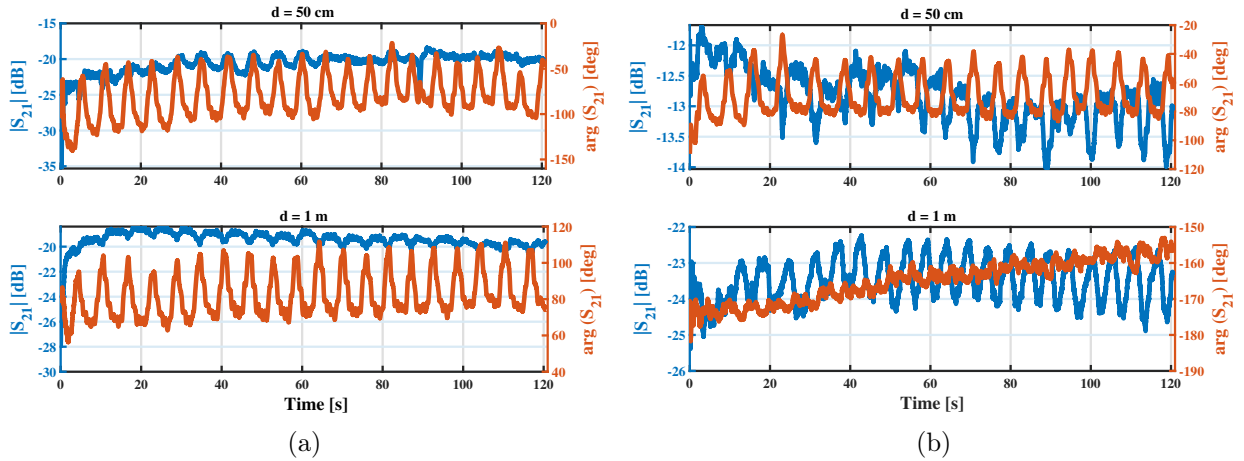 d = 50 cm
-15
-20
-25
-30
-35
|S21| [dB]
0
-50
-100
-150
arg (S21) [deg]
0 20 40 60 80 100 120
d = 1 m
-20
-22
-24
-26
-28
-30
|S21| [dB]
120
100
80
60
40
arg (S21) [deg]
0 20 40 60 80 100 120
Time [s]
(a)
d = 50 cm
-12
-12.5
-13
-13.5
-14
|S21| [dB]
-20
-40
-60
-80
-100
-120
arg (S21) [deg]
0 20 40 60 80 100 120
d = 1 m
-22
-23
-24
-25
-26
|S21| [dB]
-150
-160
-170
-180
-190
arg (S21) [deg]
0 20 40 60 80 100 120
Time [s]
(b)